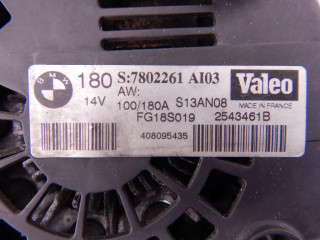 180 S:7802261 AI03 Valeo
AW:
14V 100/180A S13AN08 MADE IN FRANCE
FG18S019 2543461B
408095435